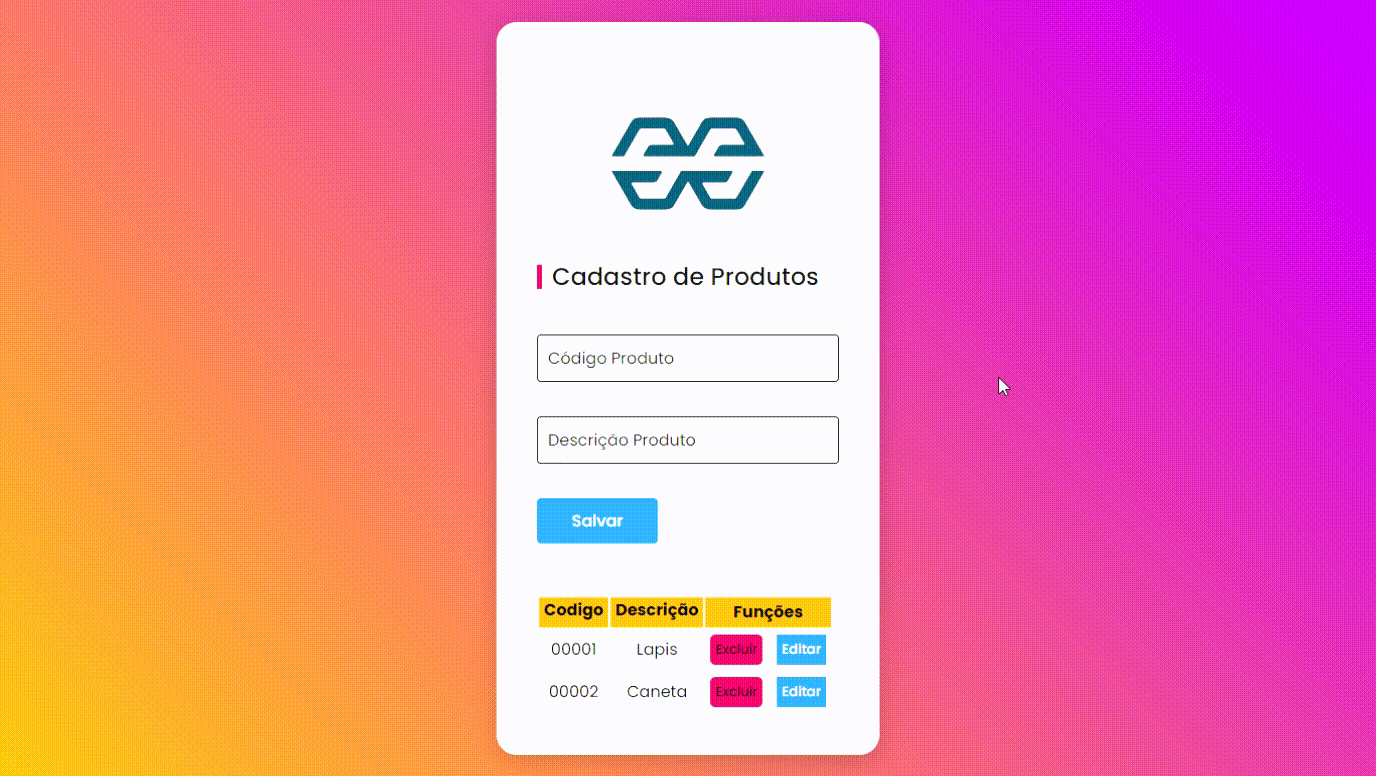 Cadastro de Produtos
Código Produto
Descrição Produto
Salvar
Codigo Descrição Funções
00001 Lapis Excluir Editar
00002 Caneta Excluir Editar